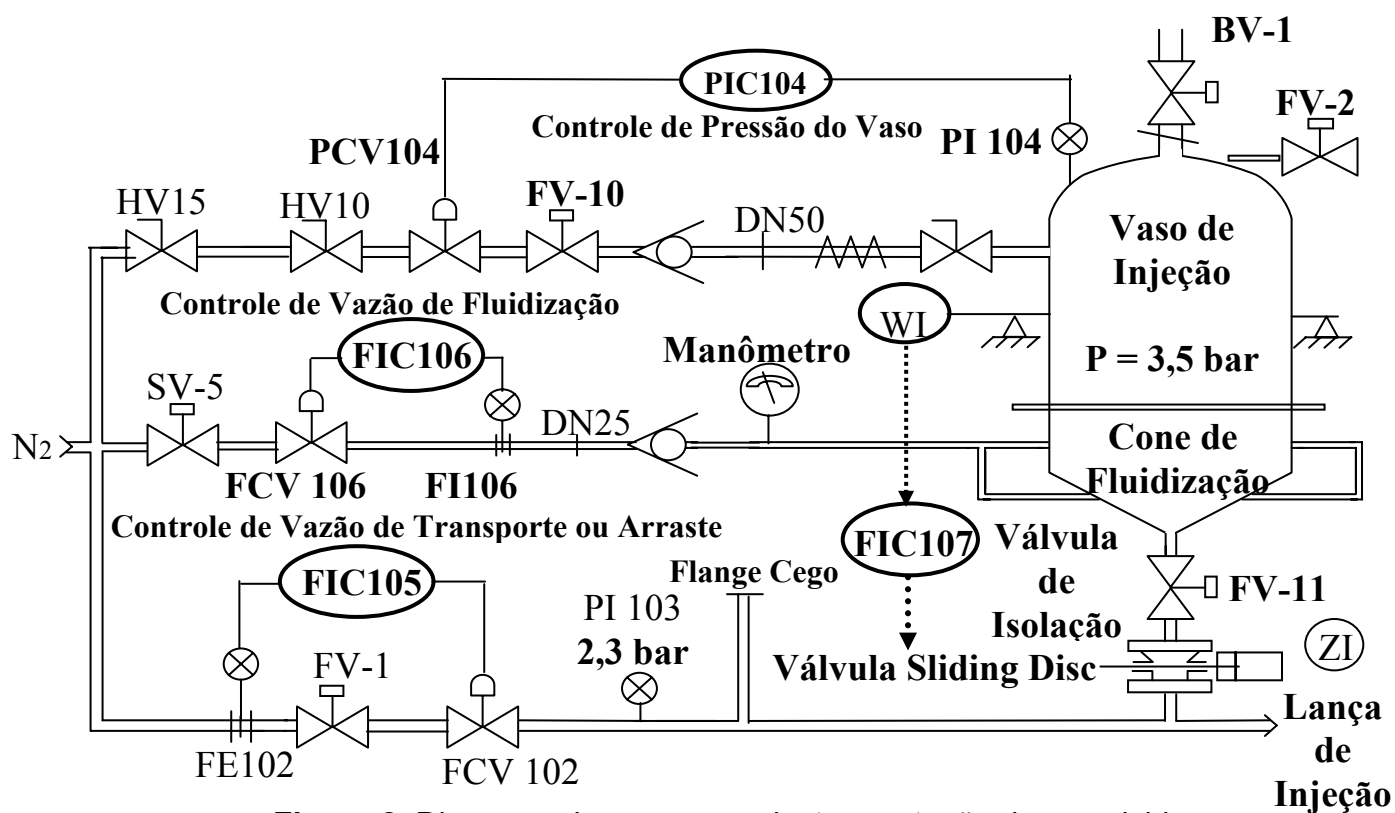 BV-1
PIC104
FV-2
Controle de Pressão do Vaso
PI 104
PCV104
HV15
HV10
FV-10
DN50
Vaso de
Injeção
Controle de Vazão de Fluidização
WI
FIC106
Manômetro
P = 3,5 bar
SV-5
DN25
N2
Cone de
Fluidização
FCV 106
FI106
Controle de Vazão de Transporte ou Arraste
FIC107
Válvula
de
Isolação
FIC105
Flange Cego
FV-11
PI 103
2,3 bar
ZI
FV-1
Válvula Sliding Disc
Lança
de
Injeção
FE102
FCV 102